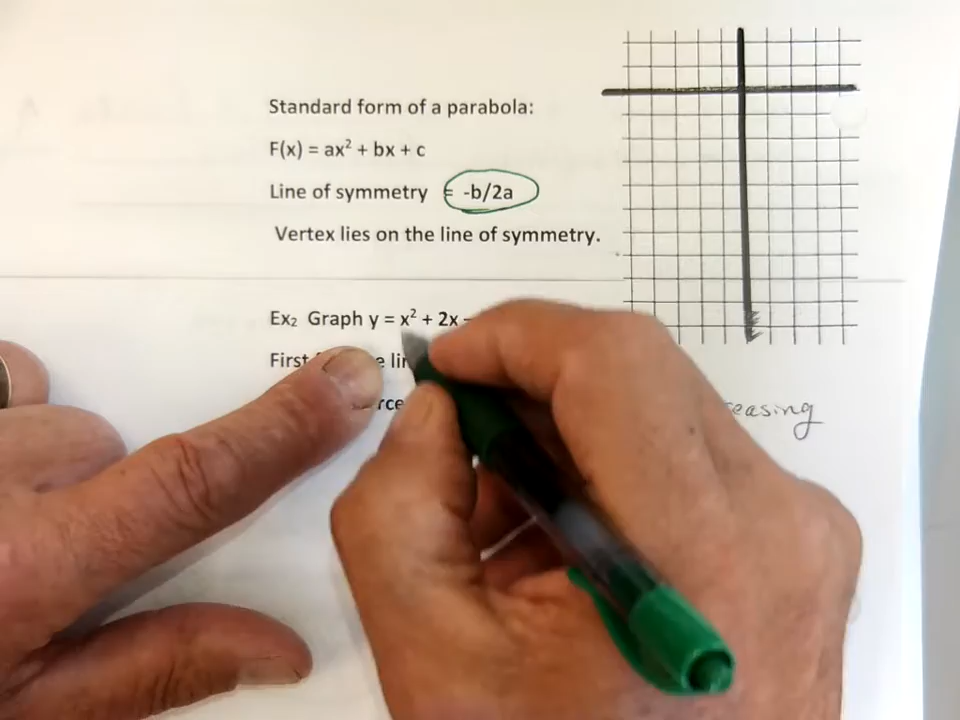 Standard form of a parabola:
F(x) = ax² + bx + c
Line of symmetry = -b/2a
Vertex lies on the line of symmetry.
Ex₂ Graph y = x² + 2x -
First